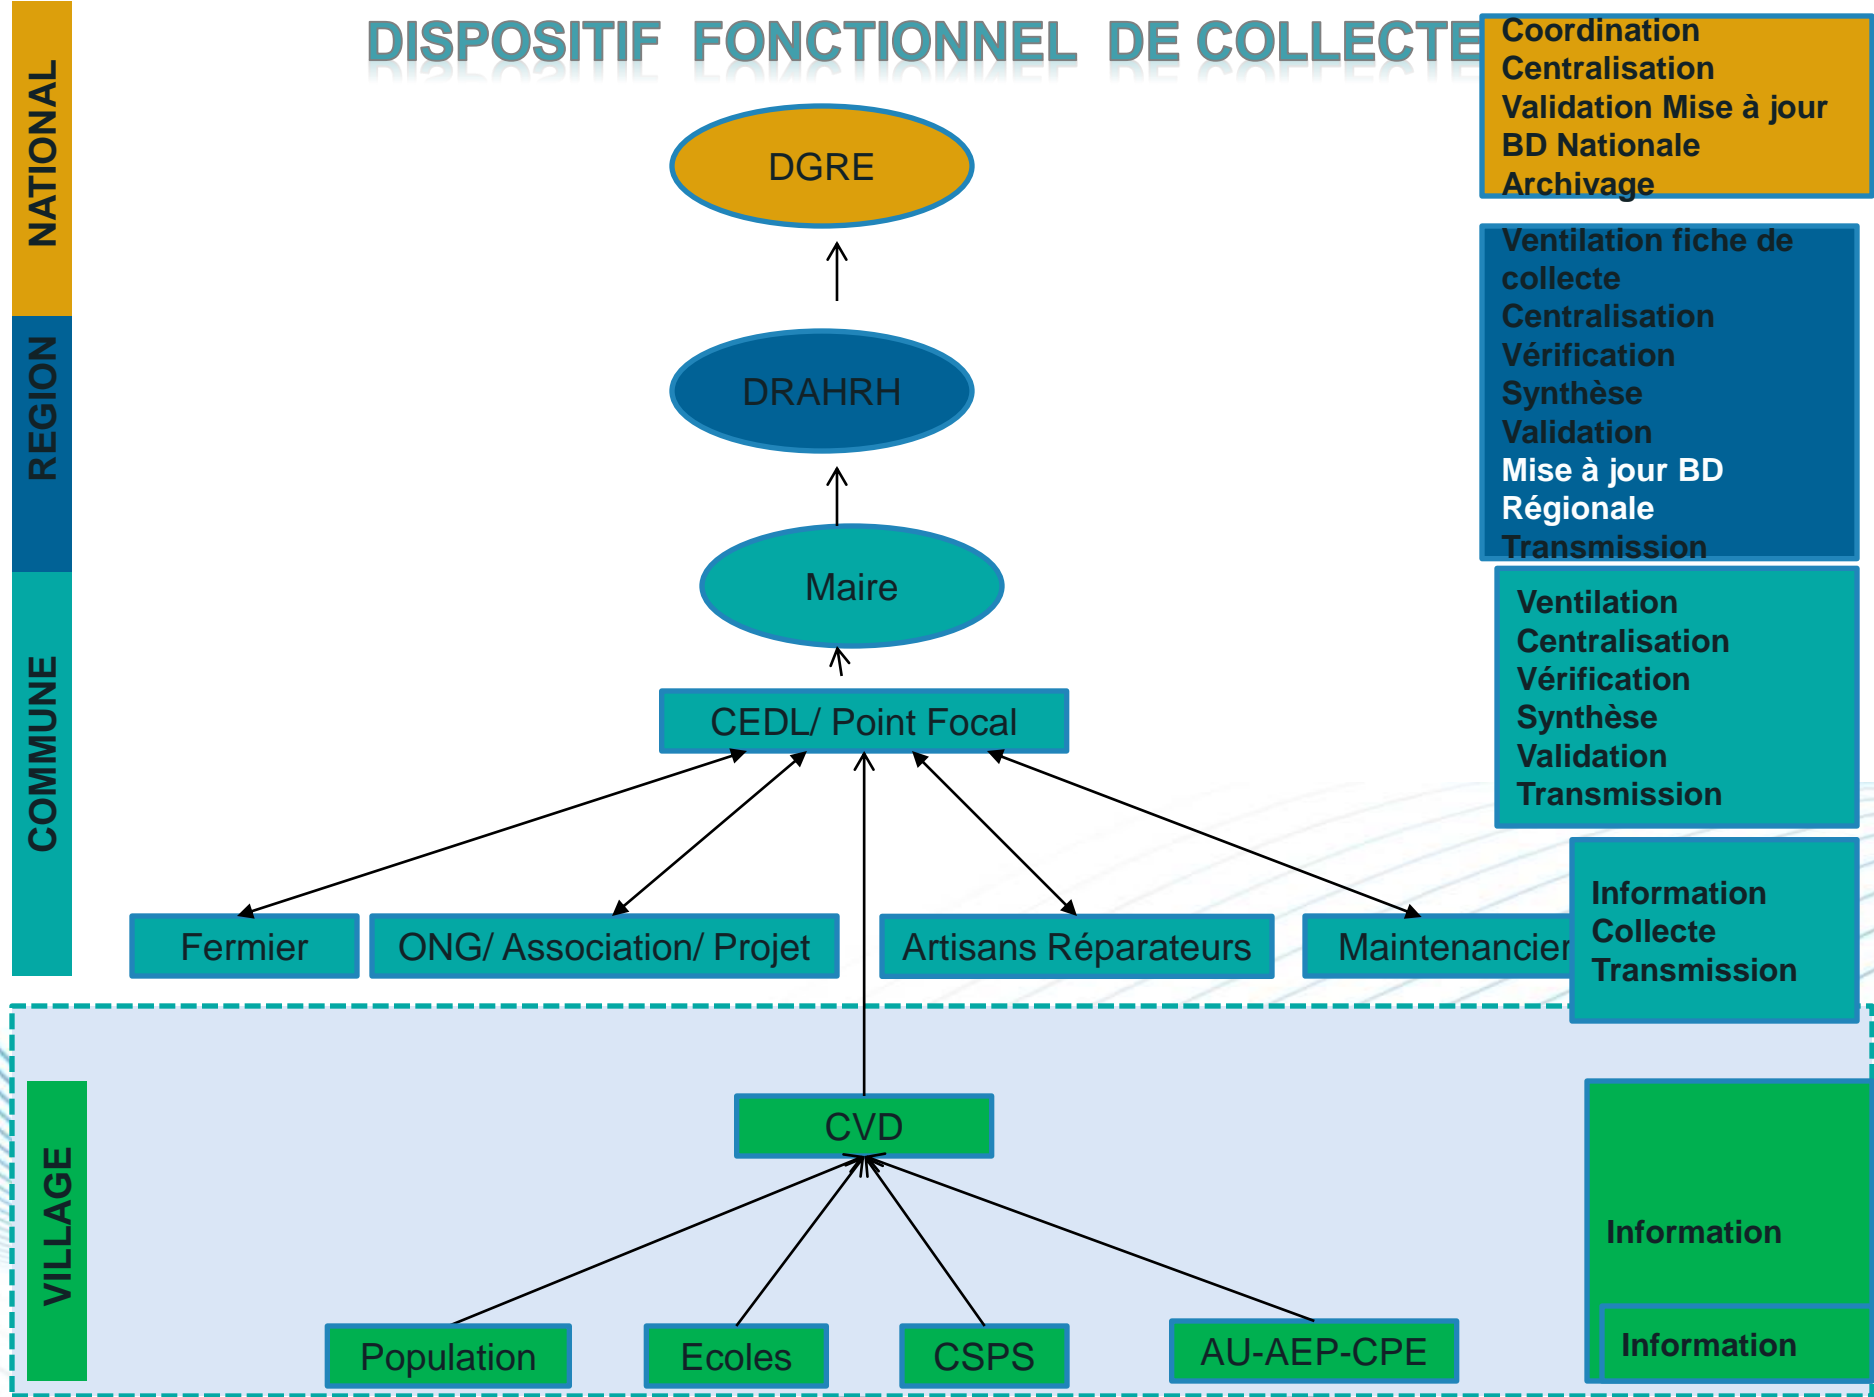 DISPOSITIF FONCTIONNEL DE COLLECTE
NATIONAL
DGRE
Coordination
Centralisation
Validation Mise à jour
BD Nationale
Archivage
REGION
DRAHRH
Ventilation fiche de
collecte
Centralisation
Vérification
Synthèse
Validation
Mise à jour BD
Régionale
Transmission
COMMUNE
Maire
CEDL/ Point Focal
Ventilation
Centralisation
Vérification
Synthèse
Validation
Transmission
Fermier
ONG/ Association/ Projet
Artisans Réparateurs
Maintenancier
Information
Collecte
Transmission
VILLAGE
CVD
Information
Population
Ecoles
CSPS
AU-AEP-CPE
Information